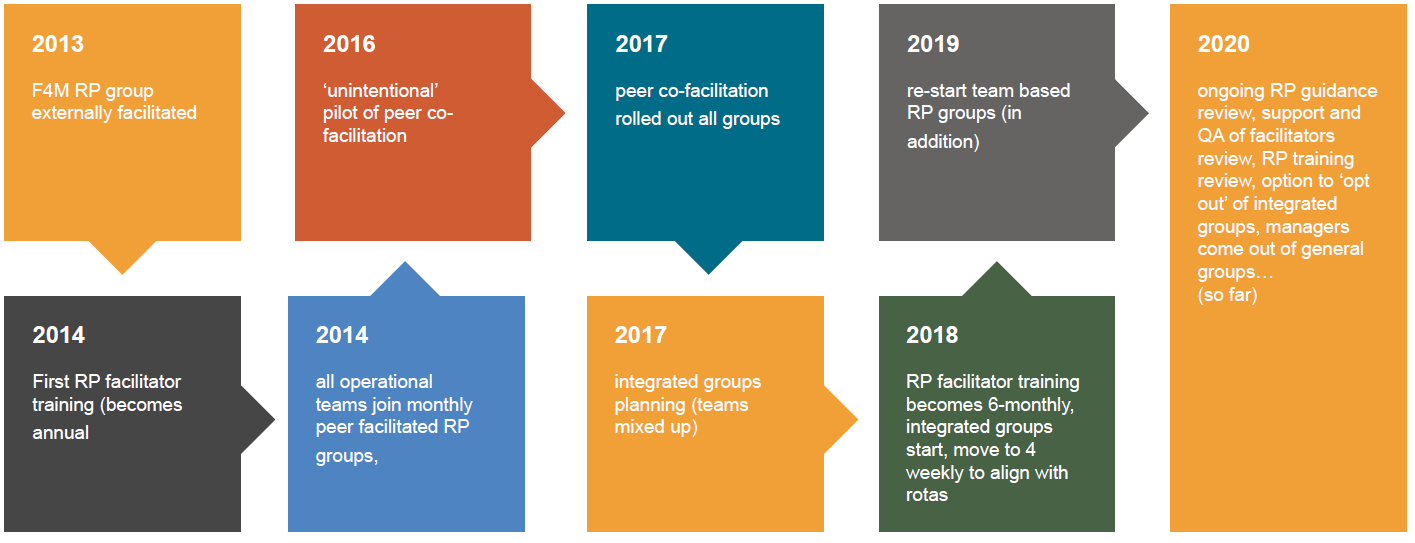 2013
F4M RP group
externally facilitated
2014
First RP facilitator
training (becomes
annual
2014
all operational
teams join monthly
peer facilitated RP
groups,
2016
‘unintentional’
pilot of peer co-
facilitation
2017
peer co-facilitation
rolled out all groups
2017
integrated groups
planning (teams
mixed up)
2018
RP facilitator training
becomes 6-monthly,
integrated groups
start, move to 4
weekly to align with
rotas
2019
re-start team based
RP groups (in
addition)
2020
ongoing RP guidance
review, support and
QA of facilitators
review, RP training
review, option to ‘opt
out’ of integrated
groups, managers
come out of general
groups…
(so far)